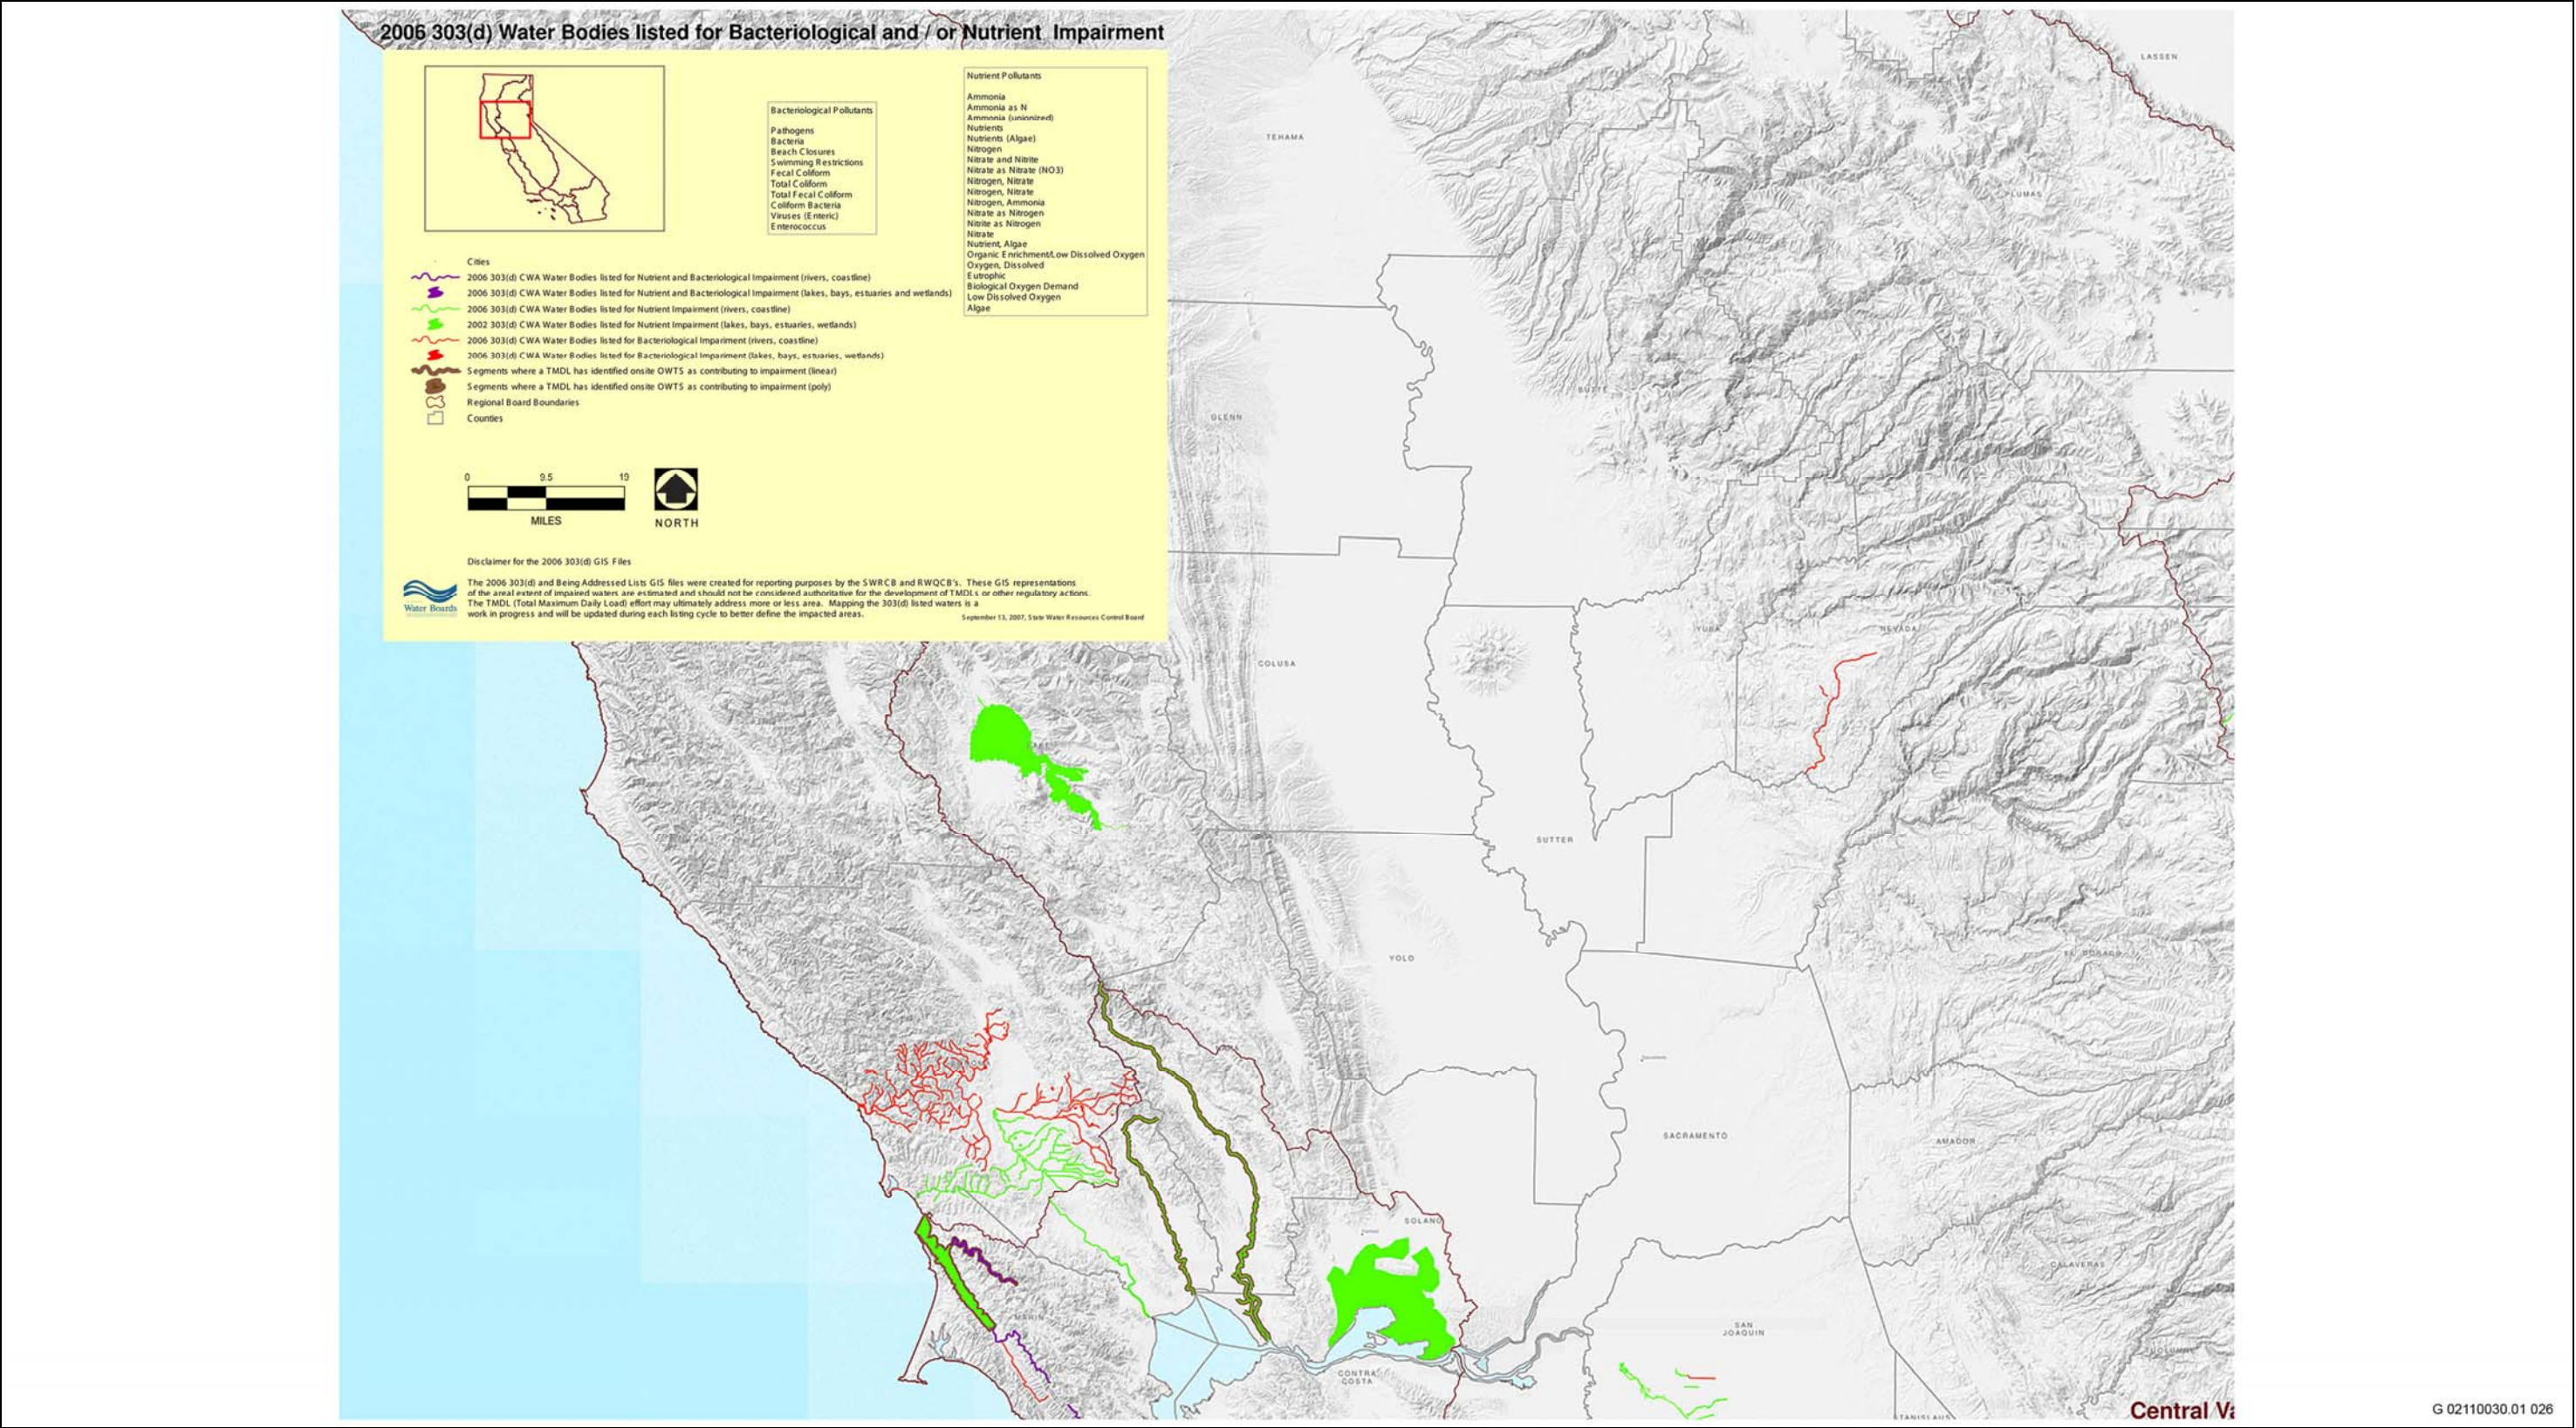 2006 303(d) Water Bodies listed for Bacteriological and / or Nutrient Impairment
Bacteriological Pollutants
Pathogens
Bacteria
Beach Closures
Swimming Restrictions
Fecal Coliform
Total Coliform
Total Fecal Coliform
Coliform Bacteria
Viruses (Enteric)
Enterococcus
Nutrient Pollutants
Ammonia
Ammonia as N
Ammonia (unionized)
Nutrients
Nutrients (Algae)
Nitrogen
Nitrate and Nitrite
Nitrate as Nitrate (NO3)
Nitrogen, Nitrate
Nitrogen, Nitrate
Nitrogen, Ammonia
Nitrate as Nitrogen
Nitrite as Nitrogen
Nitrate
Nutrient, Algae
Organic Enrichment/Low Dissolved Oxygen
Oxygen, Dissolved
Eutrophic
Biological Oxygen Demand
Low Dissolved Oxygen
Algae
Cities
2006 303(d) CWA Water Bodies listed for Nutrient and Bacteriological Impairment (rivers, coastline)
2006 303(d) CWA Water Bodies listed for Nutrient and Bacteriological Impairment (lakes, bays, estuaries and wetlands)
2006 303(d) CWA Water Bodies listed for Nutrient Impairment (rivers, coastline)
2002 303(d) CWA Water Bodies listed for Nutrient Impairment (lakes, bays, estuaries, wetlands)
2006 303(d) CWA Water Bodies listed for Bacteriological Impariment (rivers, coastline)
2006 303(d) CWA Water Bodies listed for Bacteriological Impariment (lakes, bays, estuaries, wetlands)
Segments where a TMDL has identified onsite OWTS as contributing to impairment (linear)
Segments where a TMDL has identified onsite OWTS as contributing to impairment (poly)
Regional Board Boundaries
Counties
0 9.5 19
MILES
NORTH
Disclaimer for the 2006 303(d) GIS Files
The 2006 303(d) and Being Addressed Lists GIS files were created for reporting purposes by the SWRCB and RWQCB's. These GIS representations
of the areal extent of impaired waters are estimated and should not be considered authoritative for the development of TMDLs or other regulatory actions.
The TMDL (Total Maximum Daily Load) effort may ultimately address more or less area. Mapping the 303(d) listed waters is a
work in progress and will be updated during each listing cycle to better define the impacted areas.
Water Boards
September 13, 2007, State Water Resources Control Board
LASSEN
TEHAMA
PLUMAS
BUTTE
GLENN
YUBA
NEVADA
COLUSA
SUTTER
YOLO
EL DORADO
Sacramento
SACRAMENTO
AMADOR
SOLANO
Fairfield
CALAVERAS
MARIN
SAN
JOAQUIN
TUOLUMNE
CONTRA
COSTA
STANISLAUS
Central Va
G 02110030.01 026